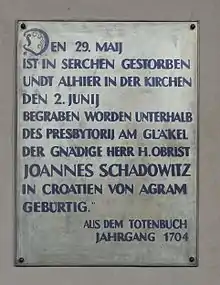 DEN 29. MAIJ
IST IN SERCHEN GESTORBEN
UNDT ALHIER IN DER KIRCHEN
DEN 2. JUNIJ
BEGRABEN WORDEN UNTERHALB
DES PRESBYTORIJ AM GLÄKEL
DER GNÄDIGE HERR H. OBRIST
JOANNES SCHADOWITZ
IN CROATIEN VON AGRAM
GEBÜRTIG."
AUS DEM TOTENBUCH
JAHRGANG 1704